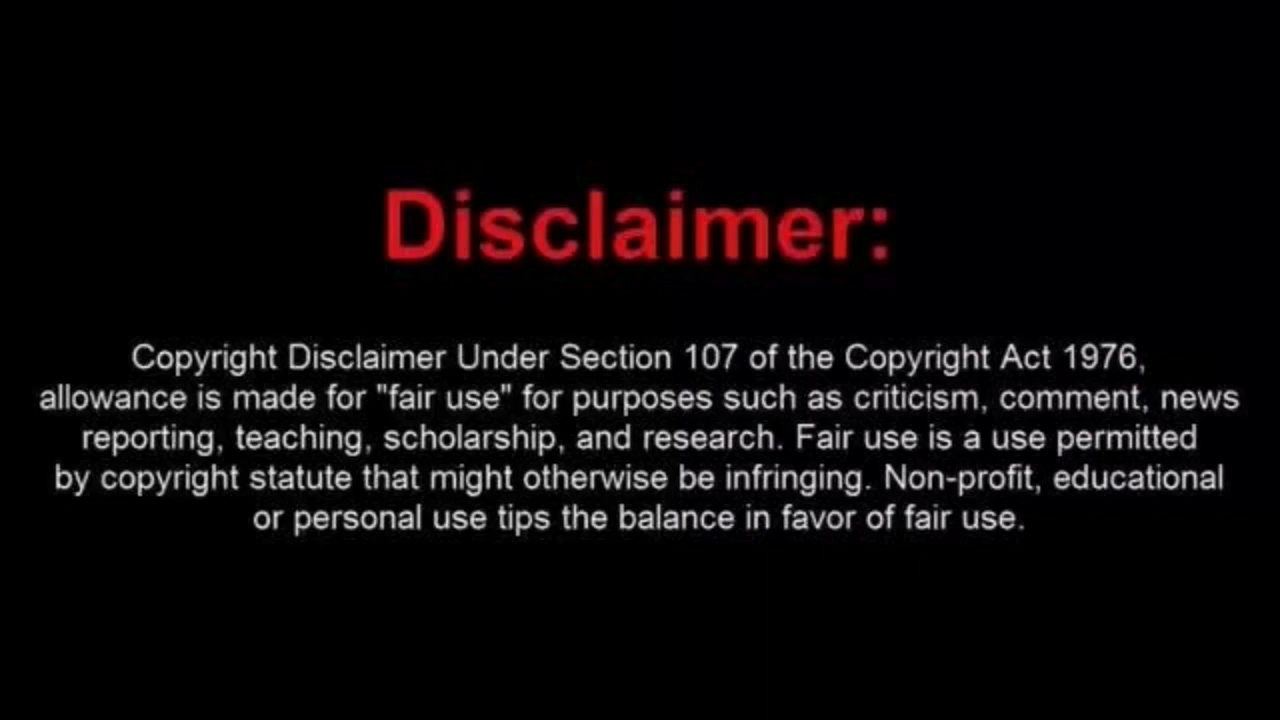 Disclaimer:
Copyright Disclaimer Under Section 107 of the Copyright Act 1976,
allowance is made for "fair use" for purposes such as criticism, comment, news
reporting, teaching, scholarship, and research. Fair use is a use permitted
by copyright statute that might otherwise be infringing. Non-profit, educational
or personal use tips the balance in favor of fair use.